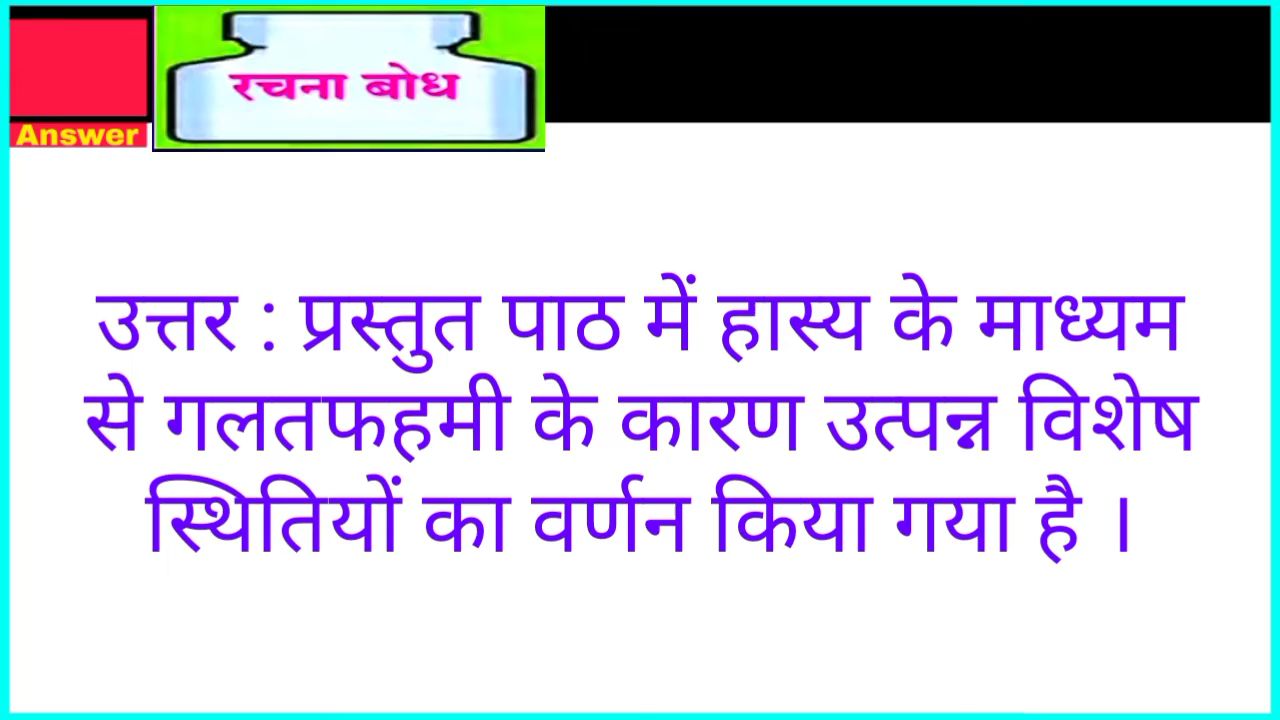 रचना बोध
Answer
उत्तर : प्रस्तुत पाठ में हास्य के माध्यम
से गलतफहमी के कारण उत्पन्न विशेष
स्थितियों का वर्णन किया गया है ।